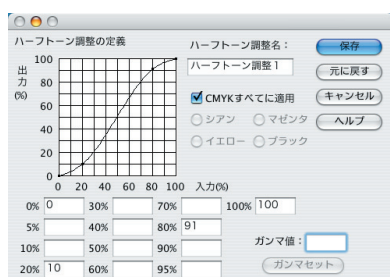 ハーフトーン調整の定義
ハーフトーン調整名：
保存
ハーフトーン調整1
元に戻す
出力(%)
100
80
60
40
20
0
0 20 40 60 80 100 入力(%)
CMYKすべてに適用
キャンセル
シアン マゼンタ
ヘルプ
イエロー ブラック
0% 0 30% 70% 100% 100
5% 40% 80% 91
10% 50% 90% ガンマ値：
20% 10 60% 95% ガンマセット